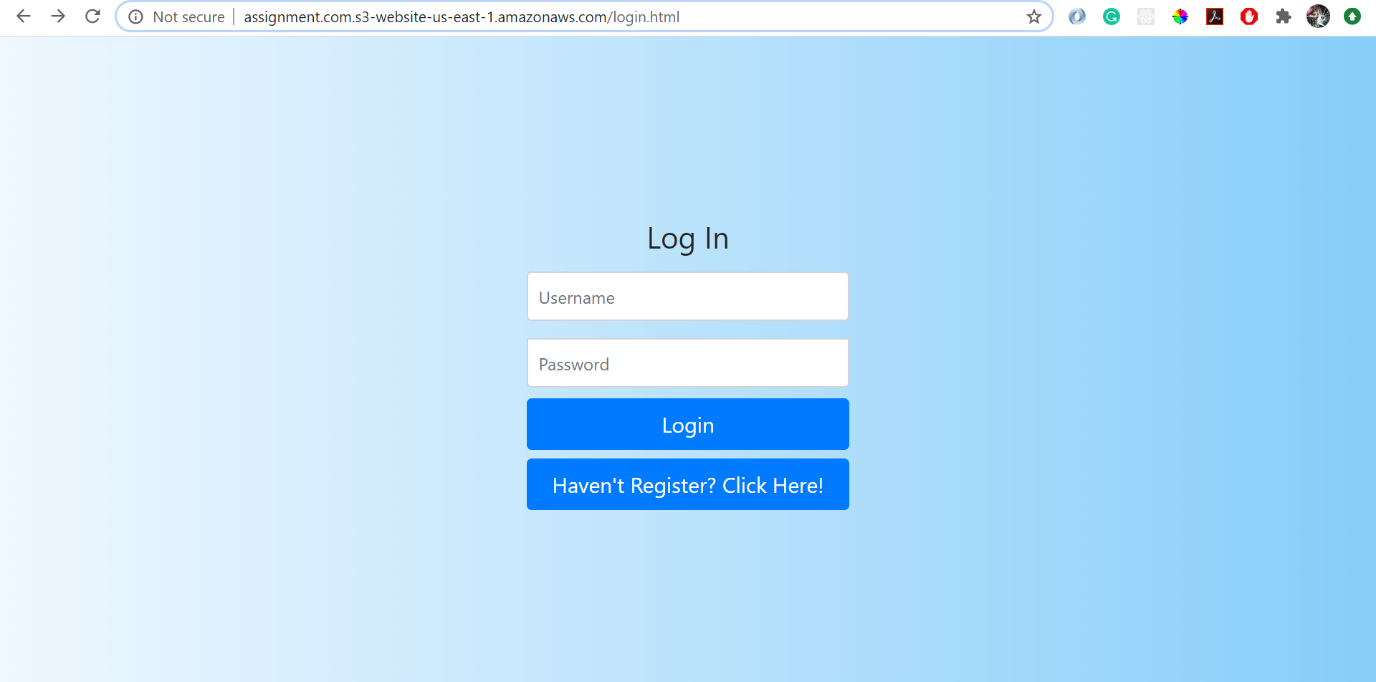 Not secure
assignment.com.s3-website-us-east-1.amazonaws.com/login.html
Log In
Username
Password
Login
Haven't Register? Click Here!